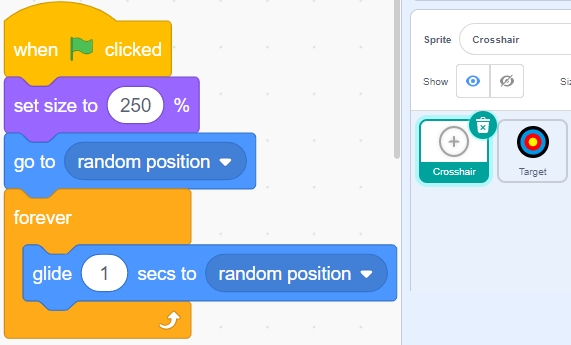 when clicked
set size to 250 %
go to random position
forever
glide 1 secs to random position
Sprite Crosshair
Show
Crosshair
Target